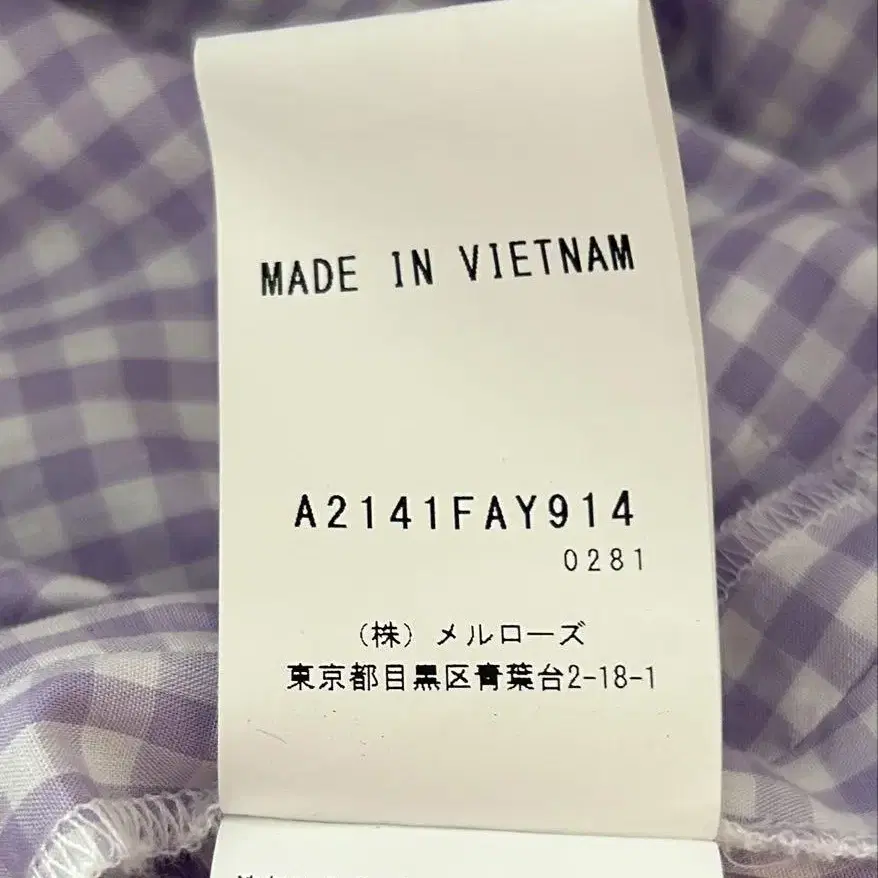 MADE IN VIETNAM
A2141FAY914
0281
(株) メルローズ
東京都目黒区青葉台2-18-1